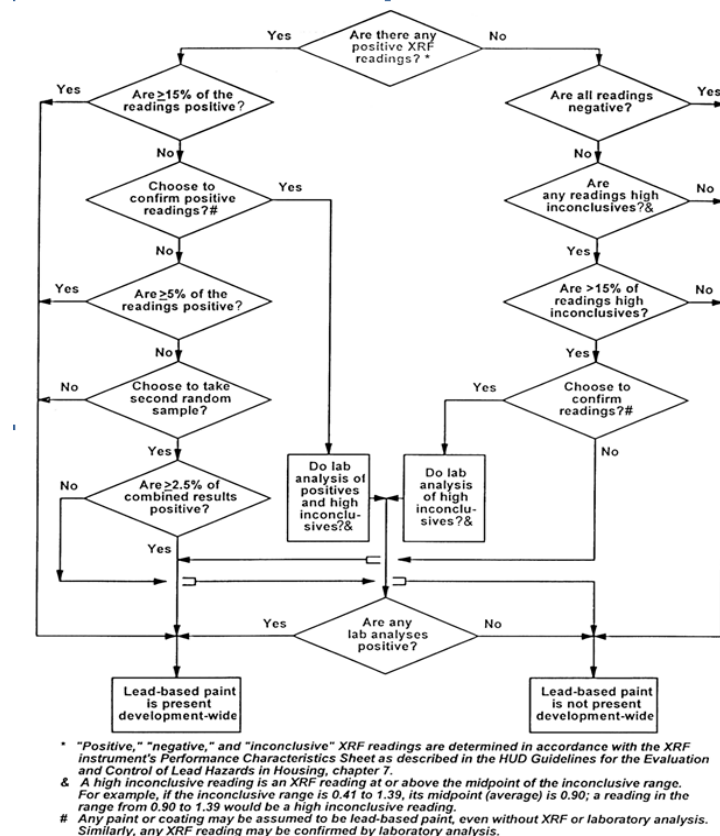 Are there any
positive XRF
readings? *
Yes
No
Are ≥15% of the
readings positive?
Yes
No
Are all readings
negative?
Yes
No
Choose to
confirm positive
readings?#
Yes
No
Are
any readings high
inconclusives?&
No
Yes
Are ≥5% of the
readings positive?
Yes
No
Are >15% of
readings high
inconclusives?
No
Yes
Choose to take
second random
sample?
No
Yes
Choose to
confirm
readings?#
Yes
No
Are ≥2.5% of
combined results
positive?
No
Yes
Do lab
analysis of
positives
and high
inconclu-
sives?&
Do lab
analysis
of high
inconclu-
sives?&
Are any
lab analyses
positive?
Yes
No
Lead-based paint
is present
development-wide
Lead-based paint
is not present
development-wide
* "Positive," "negative," and "inconclusive" XRF readings are determined in accordance with the XRF
instrument's Performance Characteristics Sheet as described in the HUD Guidelines for the Evaluation
and Control of Lead Hazards in Housing, chapter 7.
& A high inconclusive reading is an XRF reading at or above the midpoint of the inconclusive range.
For example, if the inconclusive range is 0.41 to 1.39, its midpoint (average) is 0.90; a reading in the
range from 0.90 to 1.39 would be a high inconclusive reading.
# Any paint or coating may be assumed to be lead-based paint, even without XRF or laboratory analysis.
Similarly, any XRF reading may be confirmed by laboratory analysis.